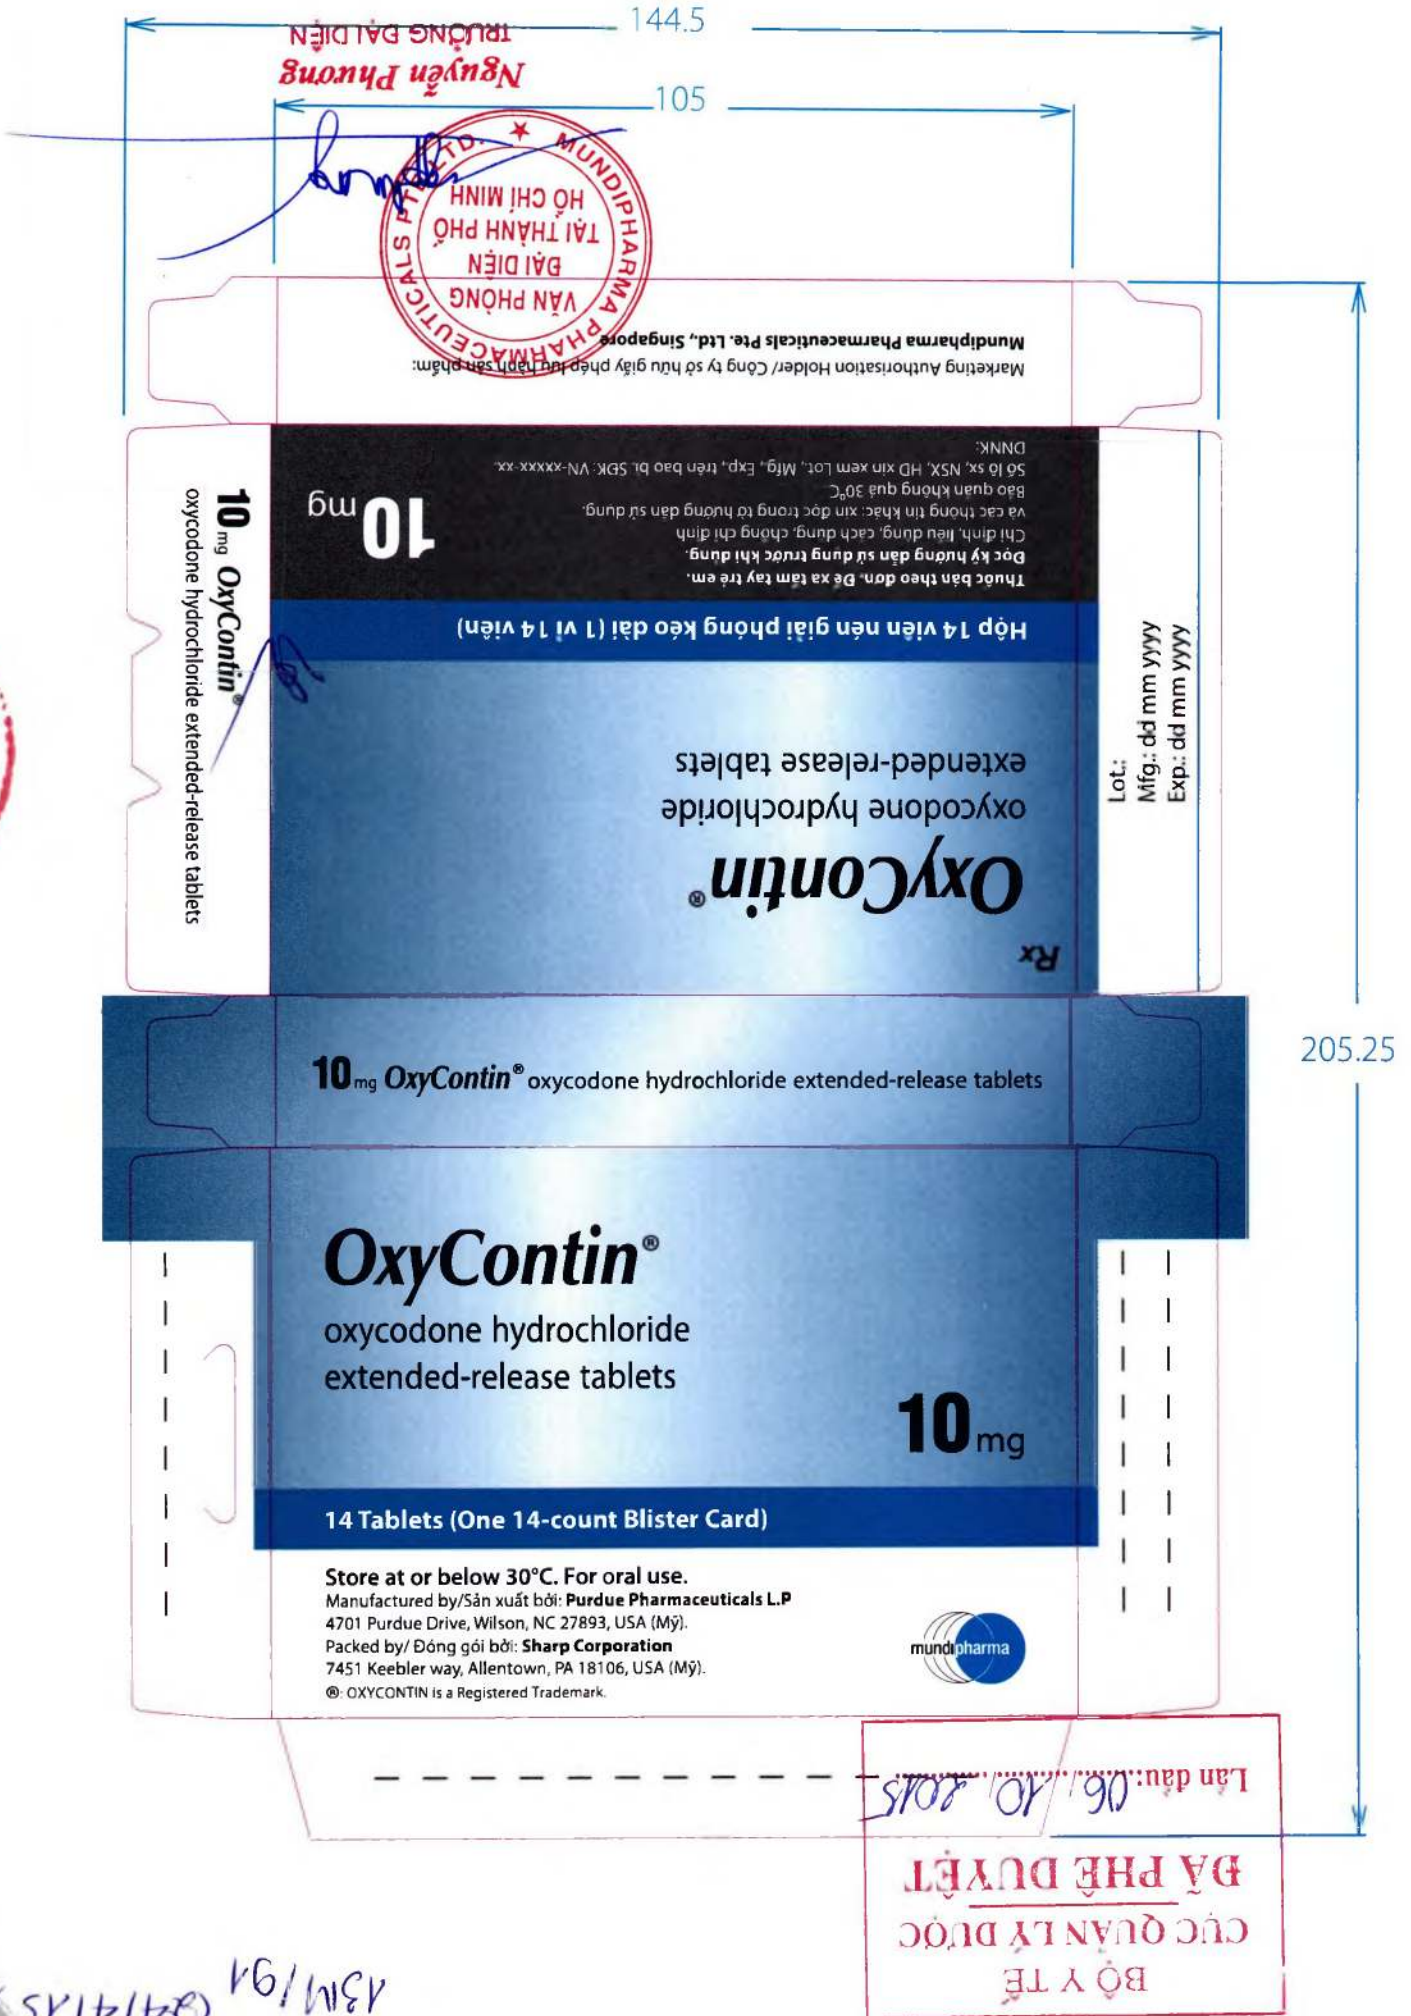 144.5
TRƯỞNG ĐẠI DIỆN
Nguyễn Phương
105
MUNDIPHARMA PHARMACEUTICALS PTE. LTD.
VĂN PHÒNG
ĐẠI DIỆN
TẠI THÀNH PHỐ
HỒ CHÍ MINH
Marketing Authorisation Holder/ Công ty sở hữu giấy phép lưu hành sản phẩm:
Mundipharma Pharmaceuticals Pte. Ltd., Singapore
10 mg OxyContin®
oxycodone hydrochloride extended-release tablets
Rx
OxyContin®
oxycodone hydrochloride
extended-release tablets
Hộp 14 viên nén giải phóng kéo dài (1 vỉ 14 viên)
Thuốc bán theo đơn. Để xa tầm tay trẻ em.
Đọc kỹ hướng dẫn sử dụng trước khi dùng.
Chỉ định, liều dùng, cách dùng, chống chỉ định
và các thông tin khác: xin đọc trong tờ hướng dẫn sử dụng.
Bảo quản không quá 30°C
Số lô sx, NSX, HD xin xem Lot., Mfg., Exp., trên bao bì. SĐK: VN-xxxxx-xx.
DNNK:
10 mg
Lot.:
Mfg.: dd mm yyyy
Exp.: dd mm yyyy
205.25
10 mg OxyContin® oxycodone hydrochloride extended-release tablets
OxyContin®
oxycodone hydrochloride
extended-release tablets
10 mg
14 Tablets (One 14-count Blister Card)
Store at or below 30°C. For oral use.
Manufactured by/Sản xuất bởi: Purdue Pharmaceuticals L.P
4701 Purdue Drive, Wilson, NC 27893, USA (Mỹ).
Packed by/ Đóng gói bởi: Sharp Corporation
7451 Keebler way, Allentown, PA 18106, USA (Mỹ).
®: OXYCONTIN is a Registered Trademark.
mundipharma
BỘ Y TẾ
CỤC QUẢN LÝ DƯỢC
ĐÃ PHÊ DUYỆT
Lần đầu: 06/10/2015